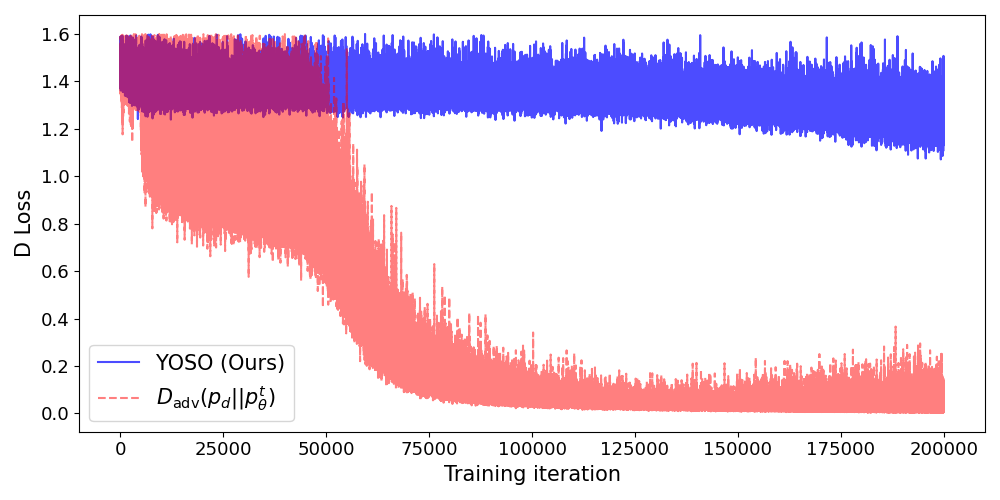 1.6
1.4
1.2
1.0
0.8
0.6
0.4
0.2
0.0
D Loss
YOSO (Ours)
D_adv(p_d||p_θ^t)
0 25000 50000 75000 100000 125000 150000 175000 200000
Training iteration